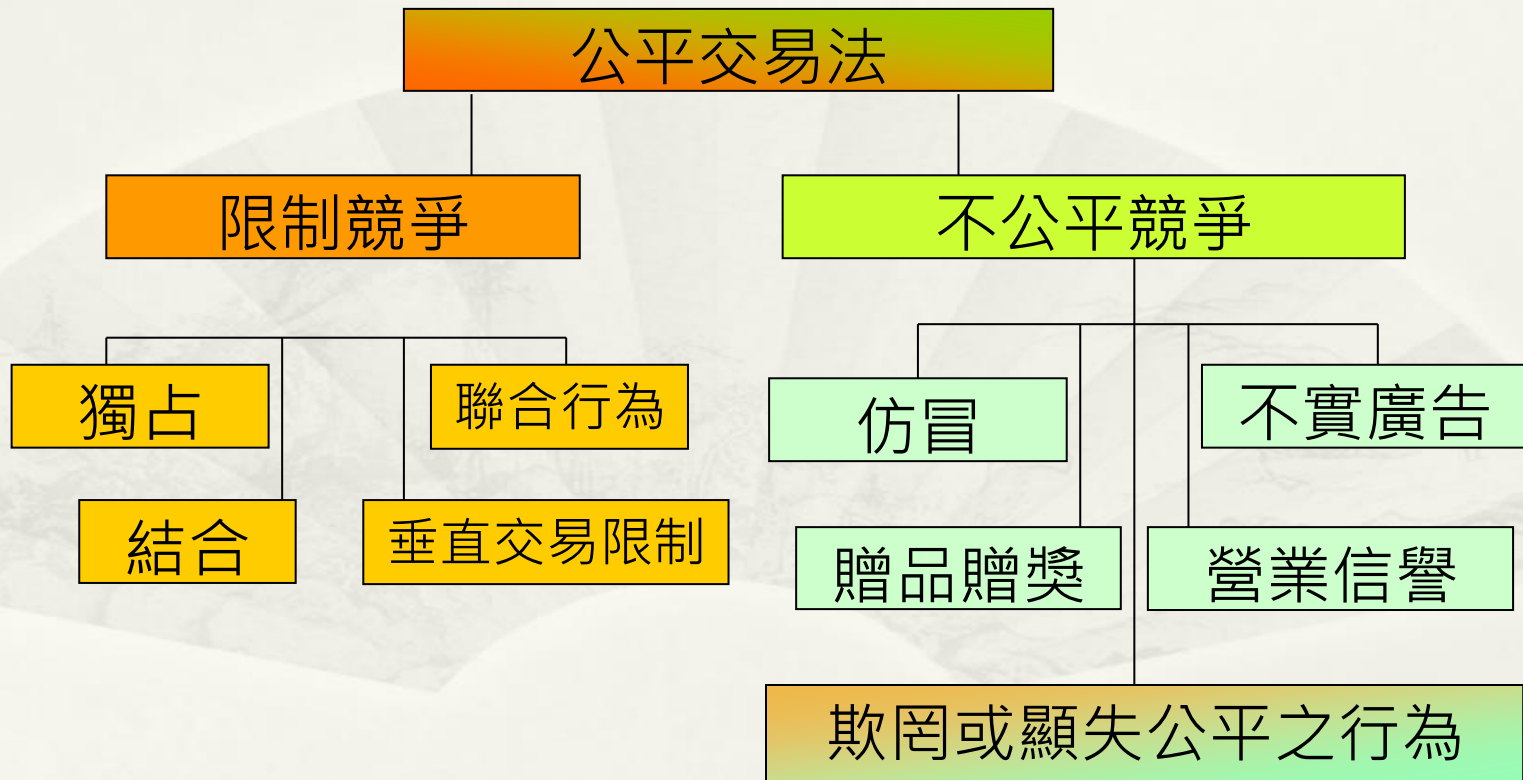 公平交易法
限制競爭
不公平競爭
獨占
聯合行為
仿冒
不實廣告
結合
垂直交易限制
贈品贈獎
營業信譽
欺罔或顯失公平之行為